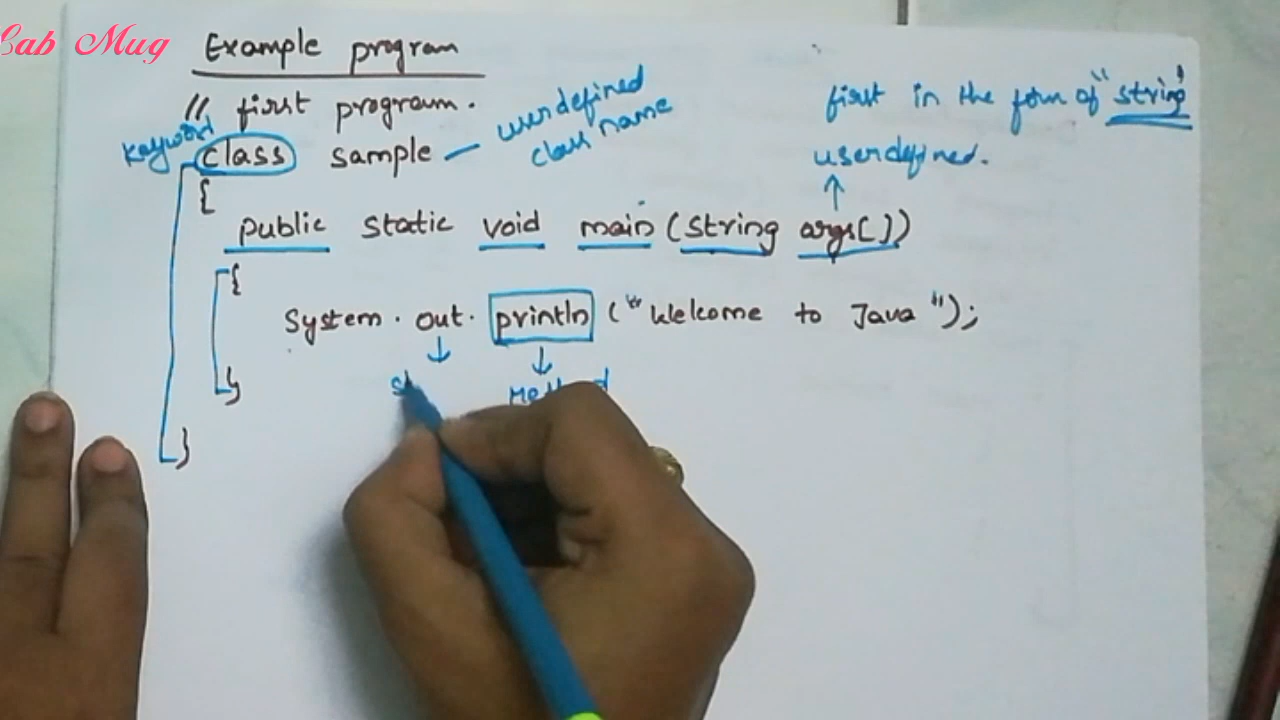 Lab Mug
Example program
// first program.
keyword
class sample – userdefined
class name
first in the form of "string"
userdefined.
{
public static void main (string args[])
{
System.out.println ("Welcome to Java");
Method
}
}